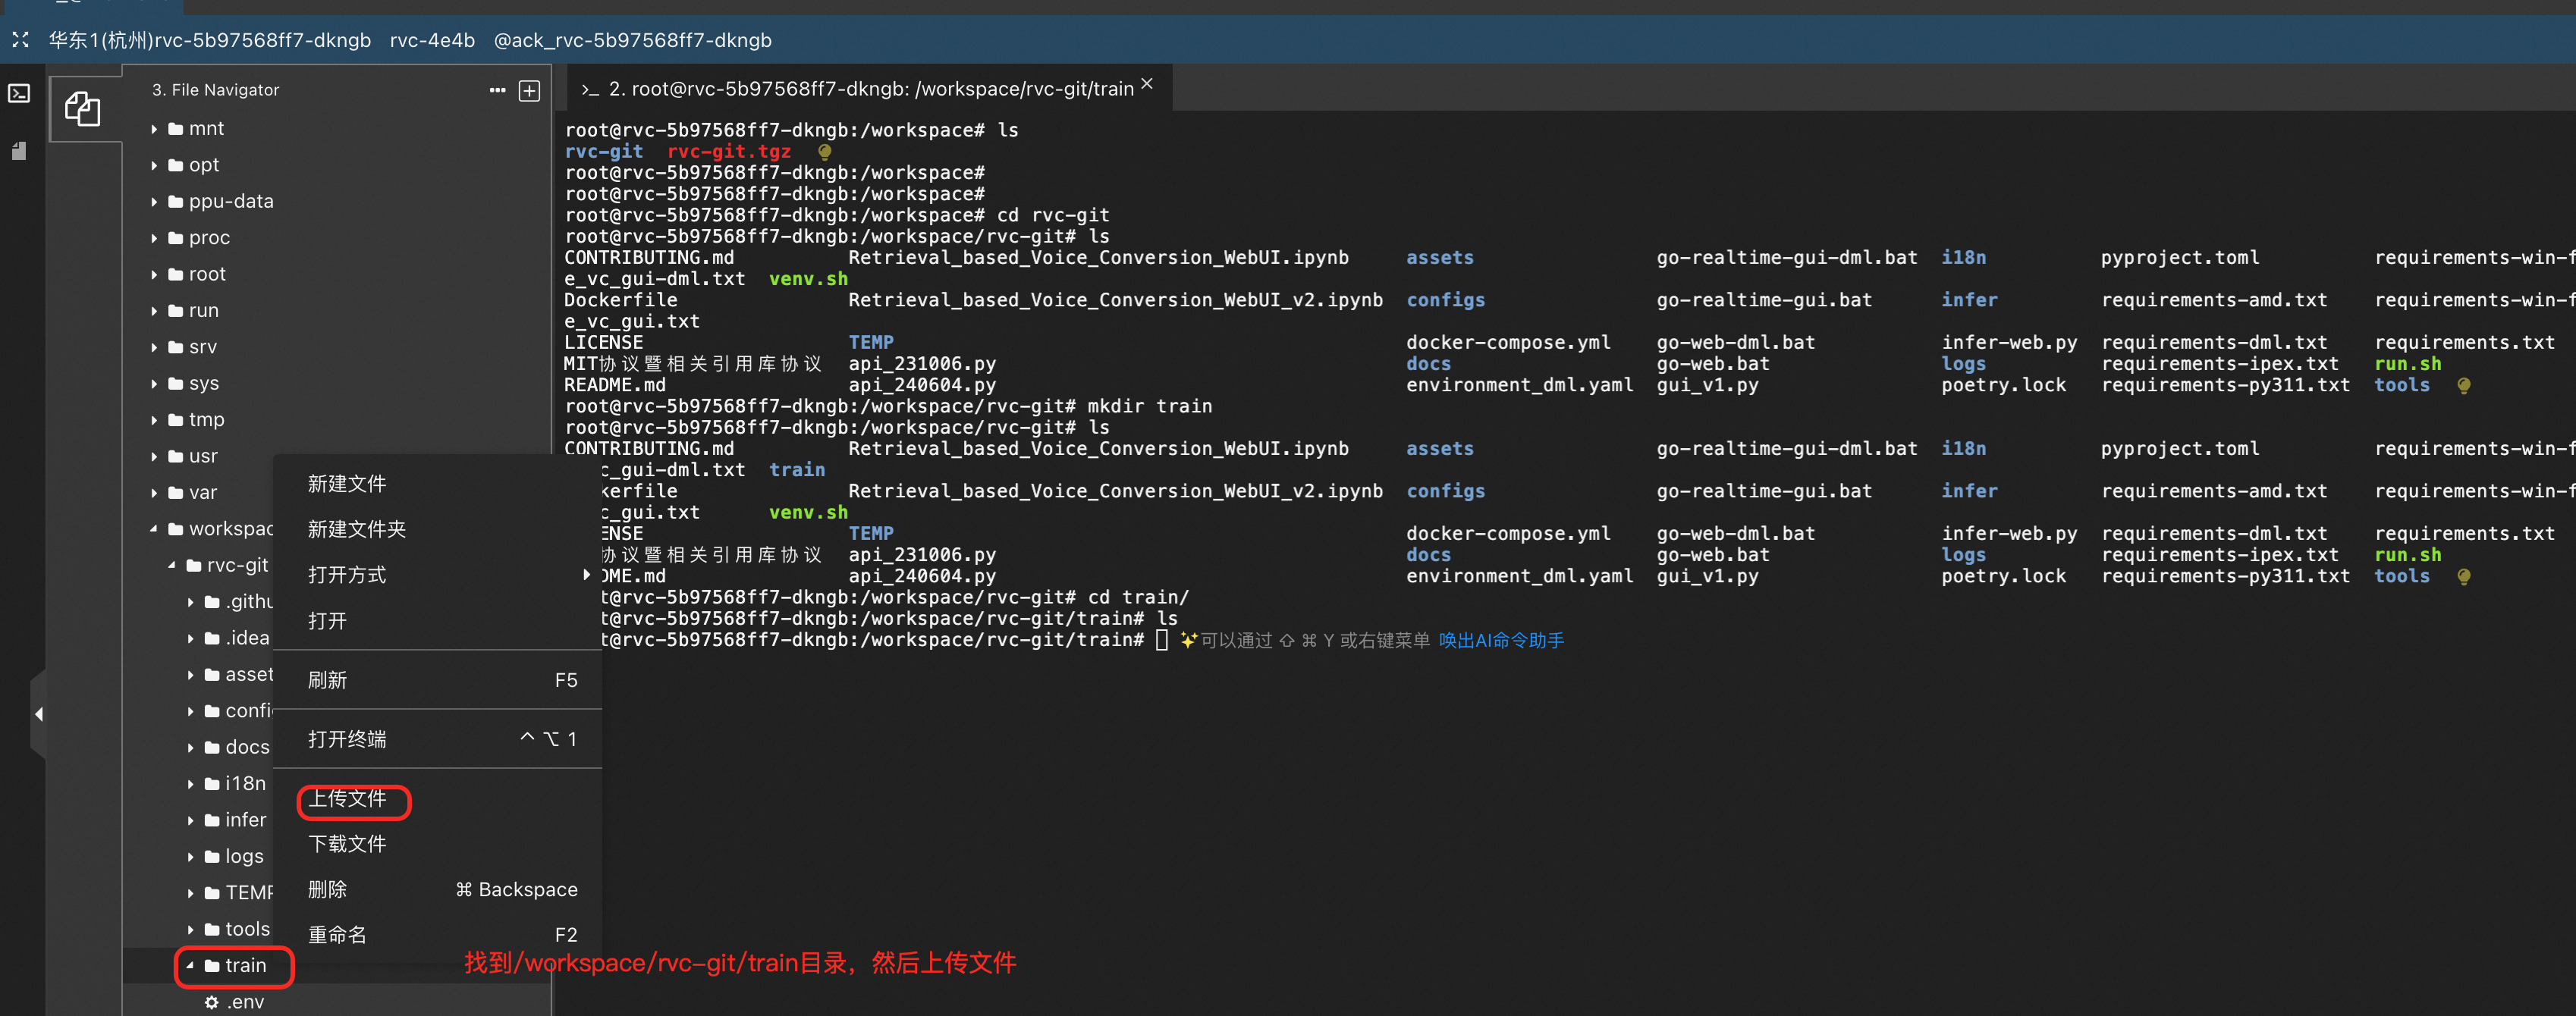 华东1(杭州)rvc-5b97568ff7-dkngb rvc-4e4b @ack_rvc-5b97568ff7-dkngb
3. File Navigator
mnt
opt
ppu-data
proc
root
run
srv
sys
tmp
usr
var
workspac
rvc-git
.githu
.idea
asset
config
docs
i18n
infer
logs
TEMP
tools
train
.env
新建文件
新建文件夹
打开方式
打开
刷新 F5
打开终端 ^ ⌥ 1
上传文件
下载文件
删除 ⌘ Backspace
重命名 F2
找到/workspace/rvc-git/train目录，然后上传文件
>_ 2. root@rvc-5b97568ff7-dkngb: /workspace/rvc-git/train ×
root@rvc-5b97568ff7-dkngb:/workspace# ls
rvc-git rvc-git.tgz
root@rvc-5b97568ff7-dkngb:/workspace#
root@rvc-5b97568ff7-dkngb:/workspace#
root@rvc-5b97568ff7-dkngb:/workspace# cd rvc-git
root@rvc-5b97568ff7-dkngb:/workspace/rvc-git# ls
CONTRIBUTING.md Retrieval_based_Voice_Conversion_WebUI.ipynb assets go-realtime-gui-dml.bat i18n pyproject.toml requirements-win-f
e_vc_gui-dml.txt venv.sh
Dockerfile Retrieval_based_Voice_Conversion_WebUI_v2.ipynb configs go-realtime-gui.bat infer requirements-amd.txt requirements-win-f
e_vc_gui.txt
LICENSE TEMP docker-compose.yml go-web-dml.bat infer-web.py requirements-dml.txt requirements.txt
MIT协议暨相关引用库协议 api_231006.py docs go-web.bat logs requirements-ipex.txt run.sh
README.md api_240604.py environment_dml.yaml gui_v1.py poetry.lock requirements-py311.txt tools
root@rvc-5b97568ff7-dkngb:/workspace/rvc-git# mkdir train
root@rvc-5b97568ff7-dkngb:/workspace/rvc-git# ls
CONTRIBUTING.md Retrieval_based_Voice_Conversion_WebUI.ipynb assets go-realtime-gui-dml.bat i18n pyproject.toml requirements-win-f
c_gui-dml.txt train
kerfile Retrieval_based_Voice_Conversion_WebUI_v2.ipynb configs go-realtime-gui.bat infer requirements-amd.txt requirements-win-f
c_gui.txt venv.sh
ENSE TEMP docker-compose.yml go-web-dml.bat infer-web.py requirements-dml.txt requirements.txt
协议暨相关引用库协议 api_231006.py docs go-web.bat logs requirements-ipex.txt run.sh
OME.md api_240604.py environment_dml.yaml gui_v1.py poetry.lock requirements-py311.txt tools
t@rvc-5b97568ff7-dkngb:/workspace/rvc-git# cd train/
t@rvc-5b97568ff7-dkngb:/workspace/rvc-git/train# ls
t@rvc-5b97568ff7-dkngb:/workspace/rvc-git/train# ✨可以通过 ⇧ ⌘ Y 或右键菜单 唤出AI命令助手